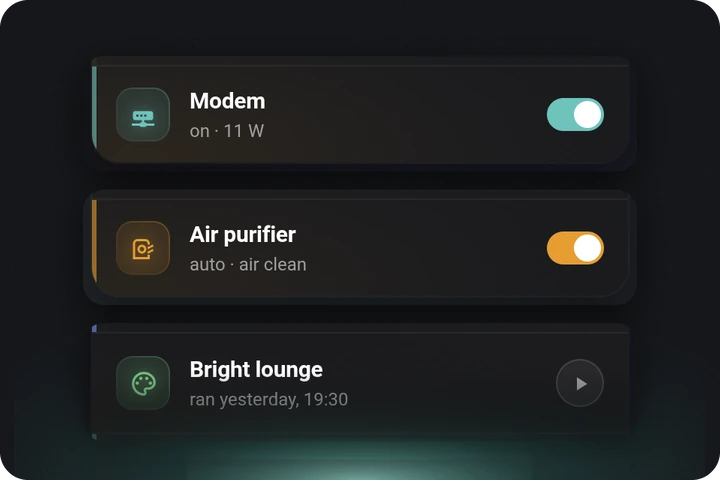 Modem
on · 11 W
Air purifier
auto · air clean
Bright lounge
ran yesterday, 19:30